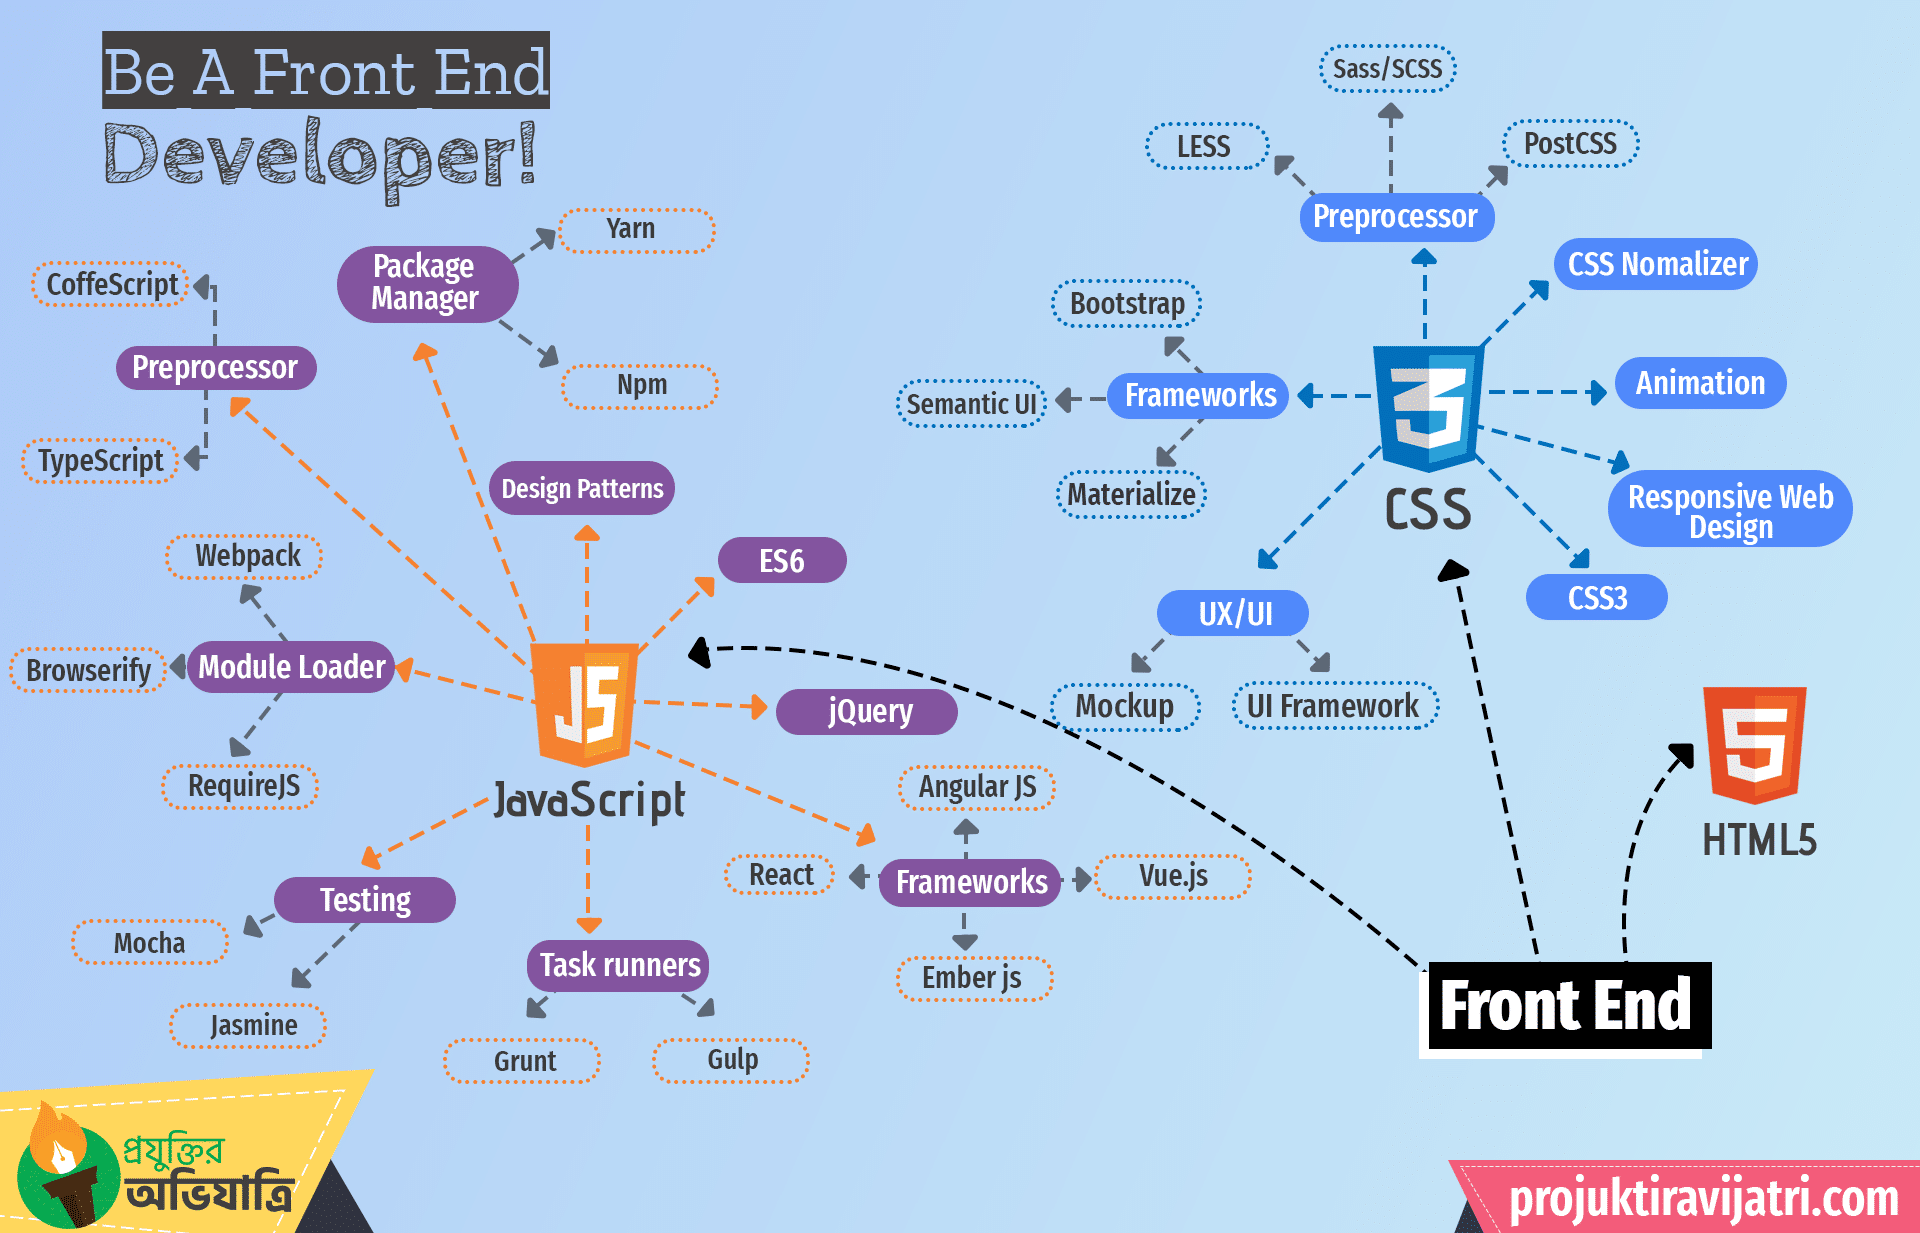 Be A Front End
Developer!
Sass/SCSS
LESS
PostCSS
Preprocessor
CSS Nomalizer
Bootstrap
Semantic UI
Frameworks
Materialize
Animation
CSS
Responsive Web
Design
CSS3
UX/UI
Mockup
UI Framework
HTML5
Front End
Yarn
Package
Manager
Npm
CoffeScript
Preprocessor
TypeScript
Design Patterns
ES6
Webpack
Browserify
Module Loader
RequireJS
JS
JavaScript
jQuery
Angular JS
React
Frameworks
Vue.js
Ember js
Testing
Mocha
Jasmine
Task runners
Grunt
Gulp
প্রযুক্তির
অভিযাত্রি
projuktiravijatri.com